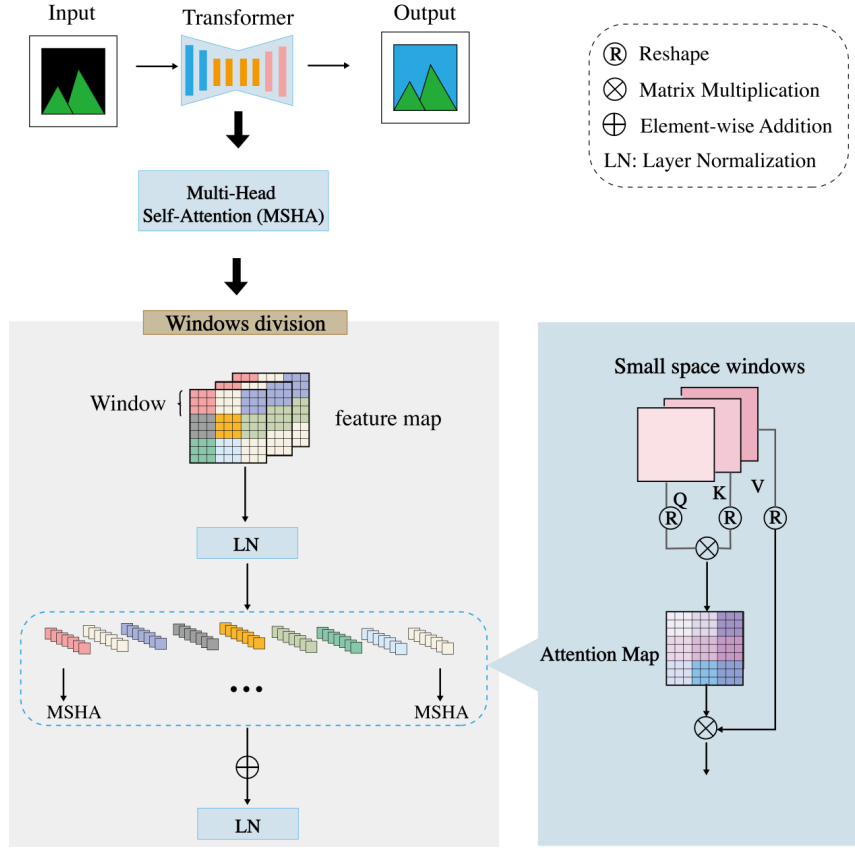 Input
Transformer
Output
R Reshape
Matrix Multiplication
Element-wise Addition
LN: Layer Normalization
Multi-Head
Self-Attention (MSHA)
Windows division
Window
feature map
LN
MSHA
...
MSHA
LN
Small space windows
Q
K
V
R
R
R
Attention Map